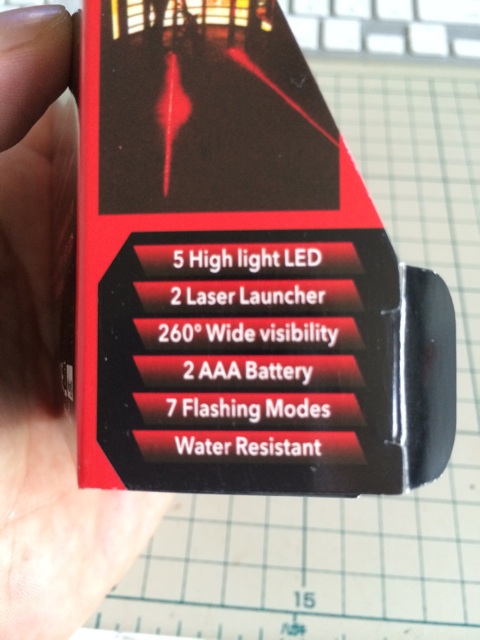 5 High light LED
2 Laser Launcher
260° Wide visibility
2 AAA Battery
7 Flashing Modes
Water Resistant
15